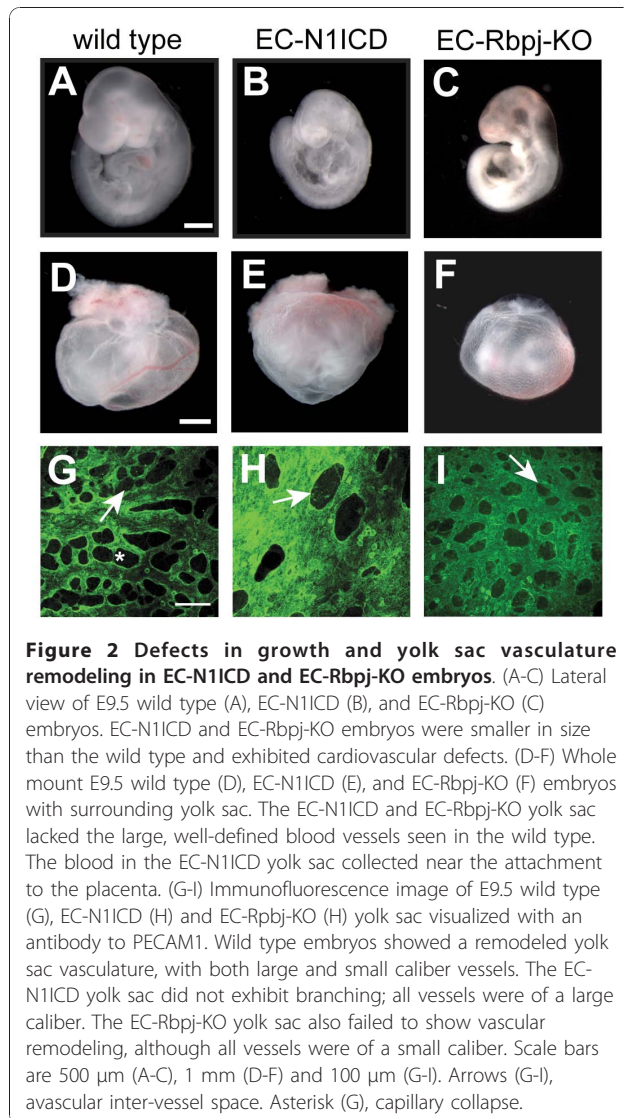 wild type EC-N1ICD EC-Rbpj-KO
A B C
D E F
G H I
*
Figure 2 Defects in growth and yolk sac vasculature
remodeling in EC-N1ICD and EC-Rbpj-KO embryos. (A-C) Lateral
view of E9.5 wild type (A), EC-N1ICD (B), and EC-Rbpj-KO (C)
embryos. EC-N1ICD and EC-Rbpj-KO embryos were smaller in size
than the wild type and exhibited cardiovascular defects. (D-F) Whole
mount E9.5 wild type (D), EC-N1ICD (E), and EC-Rbpj-KO (F) embryos
with surrounding yolk sac. The EC-N1ICD and EC-Rbpj-KO yolk sac
lacked the large, well-defined blood vessels seen in the wild type.
The blood in the EC-N1ICD yolk sac collected near the attachment
to the placenta. (G-I) Immunofluorescence image of E9.5 wild type
(G), EC-N1ICD (H) and EC-Rpbj-KO (H) yolk sac visualized with an
antibody to PECAM1. Wild type embryos showed a remodeled yolk
sac vasculature, with both large and small caliber vessels. The EC-
N1ICD yolk sac did not exhibit branching; all vessels were of a large
caliber. The EC-Rbpj-KO yolk sac also failed to show vascular
remodeling, although all vessels were of a small caliber. Scale bars
are 500 μm (A-C), 1 mm (D-F) and 100 μm (G-I). Arrows (G-I),
avascular inter-vessel space. Asterisk (G), capillary collapse.